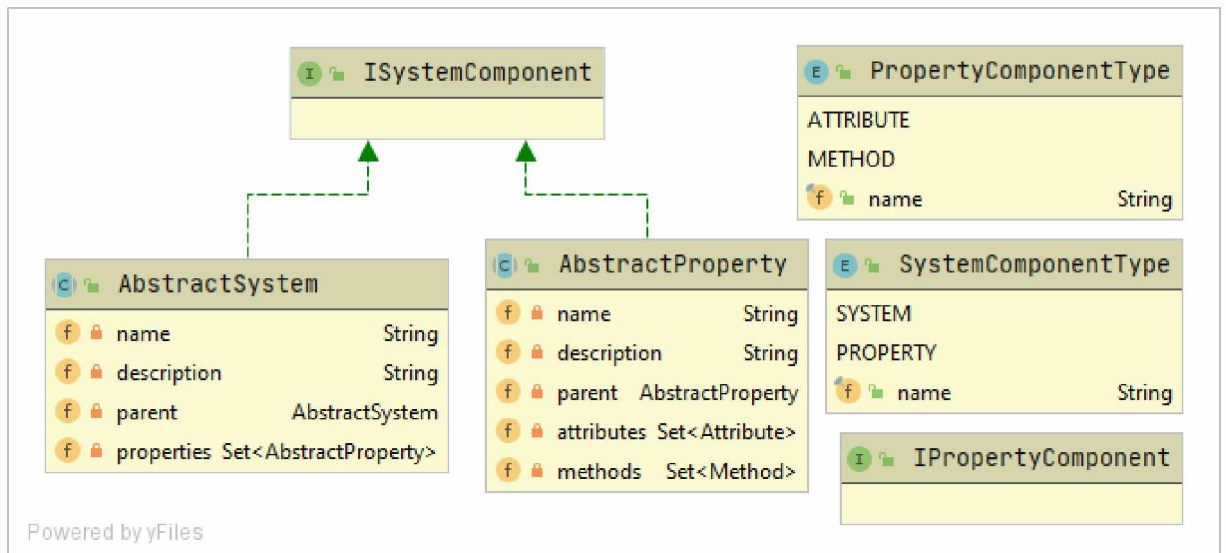 I ISystemComponent
E PropertyComponentType
ATTRIBUTE
METHOD
f name String
C AbstractSystem
f name String
f description String
f parent AbstractSystem
f properties Set<AbstractProperty>
C AbstractProperty
f name String
f description String
f parent AbstractProperty
f attributes Set<Attribute>
f methods Set<Method>
E SystemComponentType
SYSTEM
PROPERTY
f name String
I IPropertyComponent
Powered by yFiles